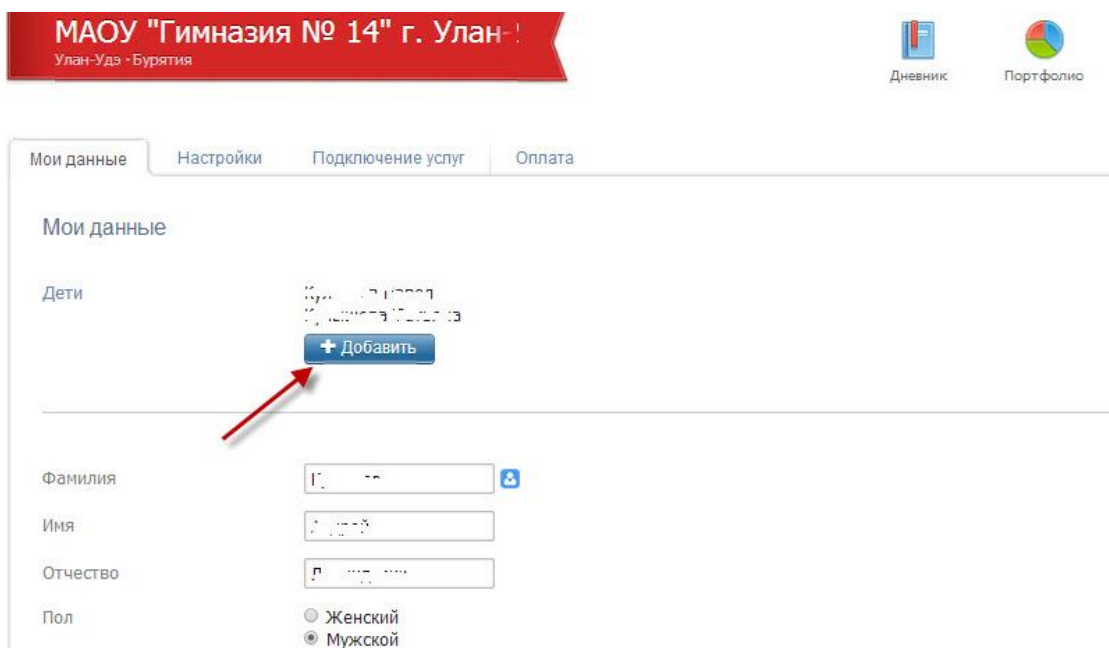 МАОУ "Гимназия № 14" г. Улан-
Улан-Удэ - Бурятия
Дневник
Портфолио
Мои данные
Настройки
Подключение услуг
Оплата
Мои данные
Дети
+ Добавить
Фамилия
Имя
Отчество
Пол
Женский
Мужской